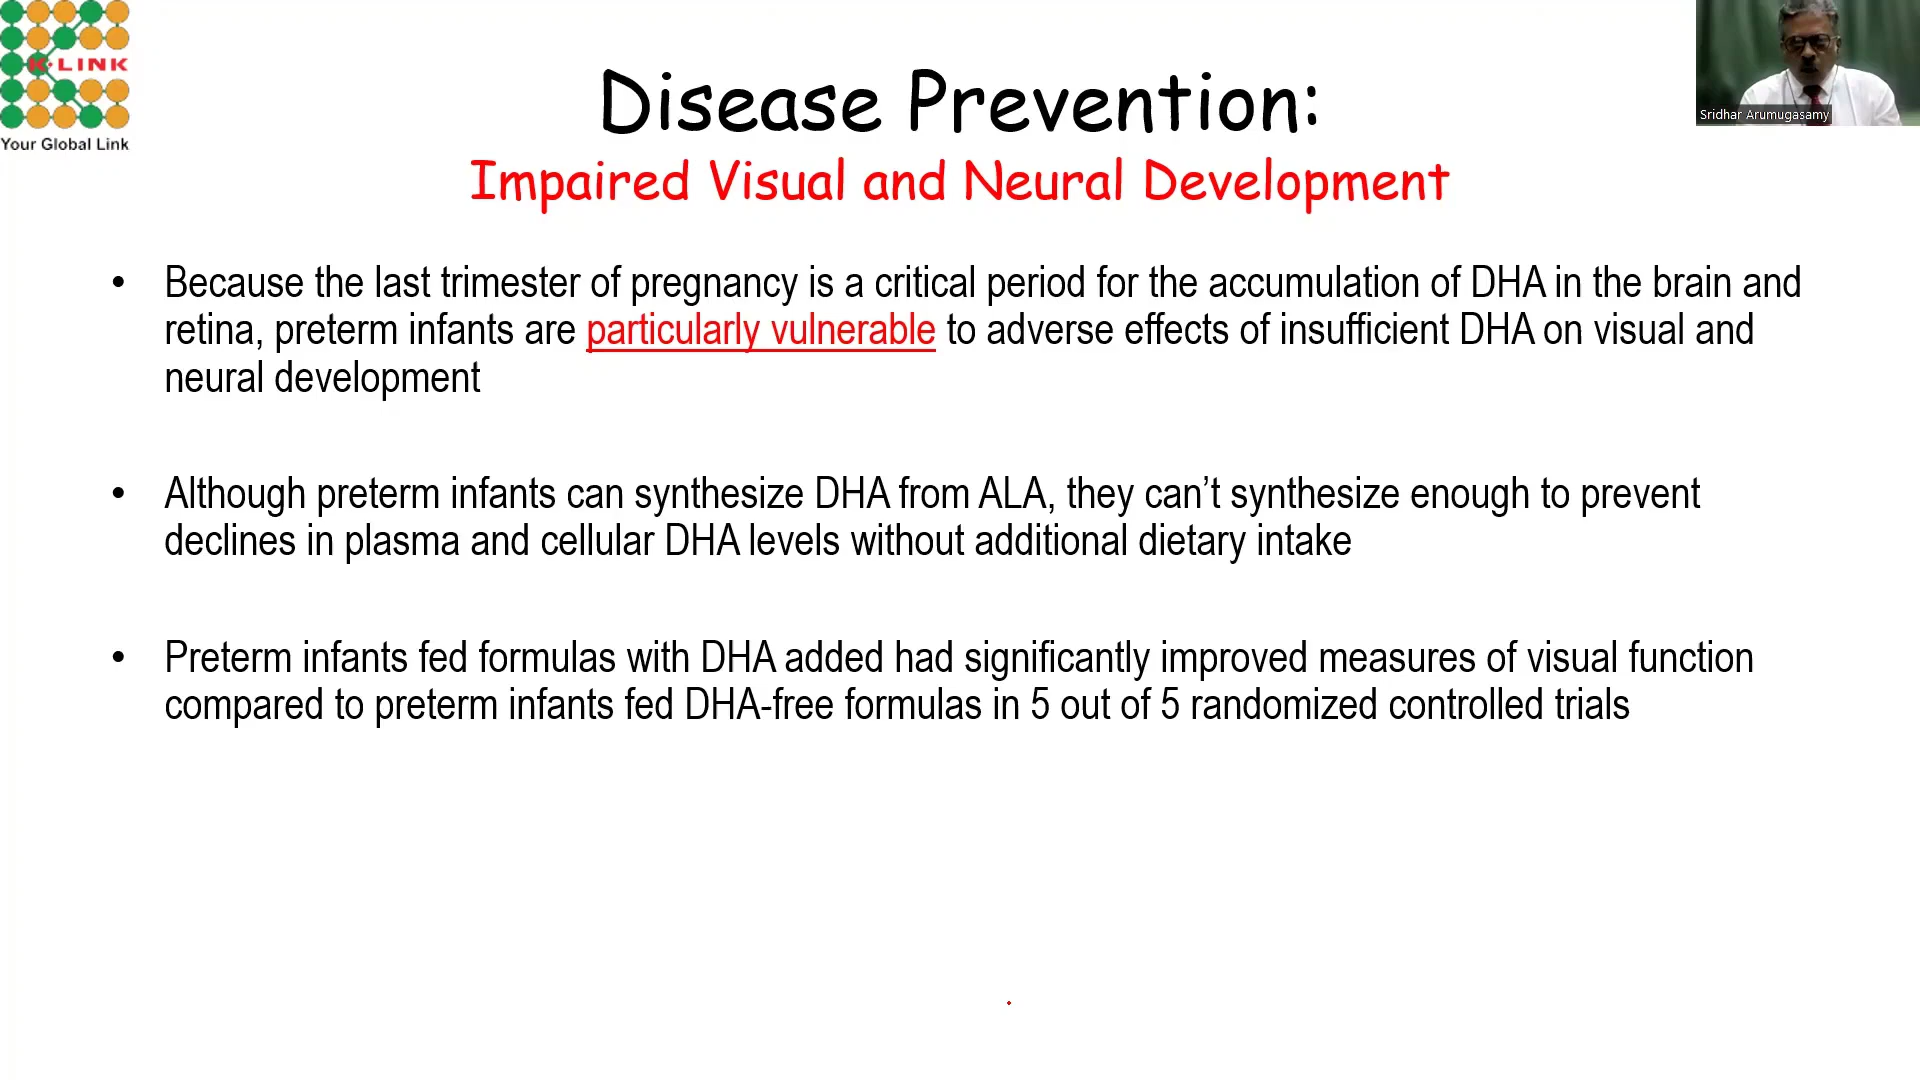 K-LINK
Your Global Link
Sridhar Arumugasamy
Disease Prevention:
Impaired Visual and Neural Development
• Because the last trimester of pregnancy is a critical period for the accumulation of DHA in the brain and
retina, preterm infants are particularly vulnerable to adverse effects of insufficient DHA on visual and
neural development
• Although preterm infants can synthesize DHA from ALA, they can’t synthesize enough to prevent
declines in plasma and cellular DHA levels without additional dietary intake
• Preterm infants fed formulas with DHA added had significantly improved measures of visual function
compared to preterm infants fed DHA-free formulas in 5 out of 5 randomized controlled trials